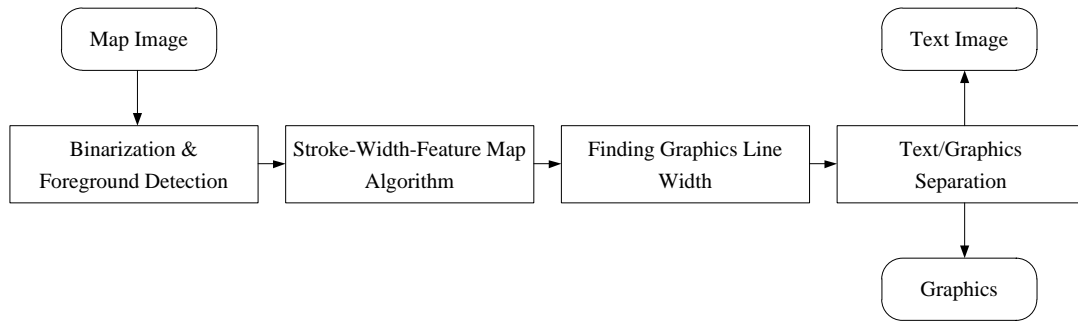 Map Image
Binarization &
Foreground Detection
Stroke-Width-Feature Map
Algorithm
Finding Graphics Line
Width
Text/Graphics
Separation
Text Image
Graphics